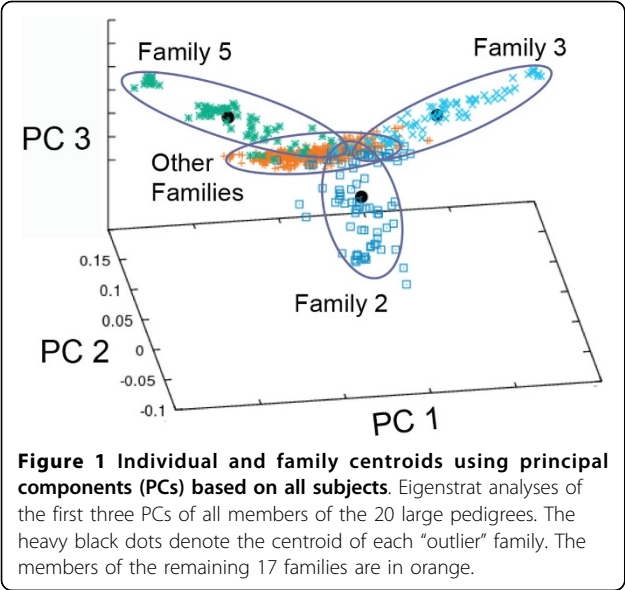 Family 5
Family 3
PC 3
Other
Families
0.15
0.1
0.05
0
-0.05
-0.1
PC 2
Family 2
PC 1
Figure 1 Individual and family centroids using principal
components (PCs) based on all subjects. Eigenstrat analyses of
the first three PCs of all members of the 20 large pedigrees. The
heavy black dots denote the centroid of each “outlier” family. The
members of the remaining 17 families are in orange.